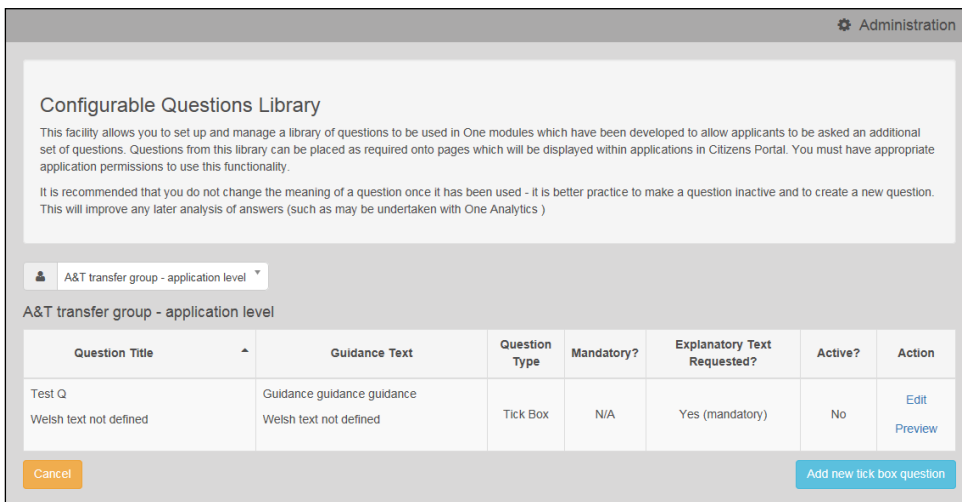 Administration
Configurable Questions Library
This facility allows you to set up and manage a library of questions to be used in One modules which have been developed to allow applicants to be asked an additional
set of questions. Questions from this library can be placed as required onto pages which will be displayed within applications in Citizens Portal. You must have appropriate
application permissions to use this functionality.
It is recommended that you do not change the meaning of a question once it has been used - it is better practice to make a question inactive and to create a new question.
This will improve any later analysis of answers (such as may be undertaken with One Analytics )
A&T transfer group - application level
A&T transfer group - application level
Question Title Guidance Text Question Type Mandatory? Explanatory Text Requested? Active? Action
Test Q Guidance guidance guidance Tick Box N/A Yes (mandatory) No Edit
Welsh text not defined Welsh text not defined Preview
Cancel Add new tick box question